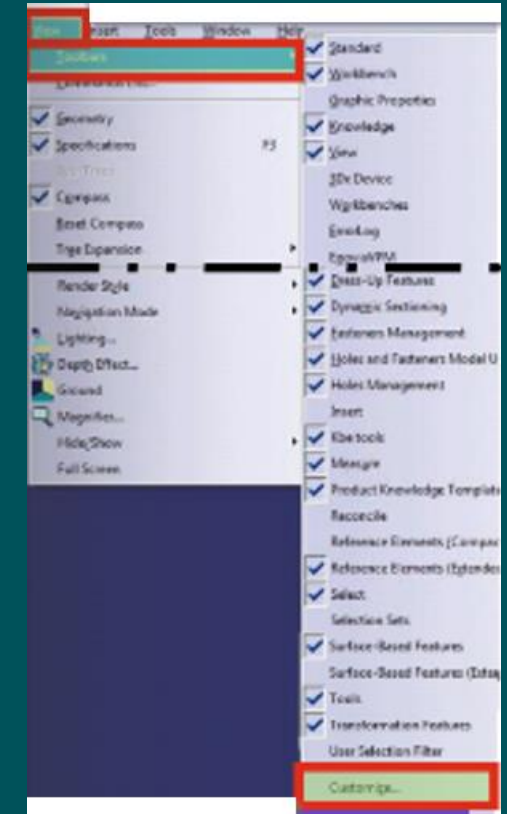 View Insert Tools Window Help
Toolbars
Geometry
Specifications F3
Compass
Reset Compass
Tree Expansion
Render Style
Navigation Mode
Lighting...
Depth Effect...
Ground
Magnifier...
Hide/Show
Full Screen
Standard
Workbench
Graphic Properties
Knowledge
View
3Dx Device
Workbenches
ErrorLog
EnoviaVPM
Dress-Up Features
Dynamic Sectioning
Fasteners Management
Holes and Fasteners Model U
Holes Management
Insert
Kbe tools
Measure
Product Knowledge Template
Reconcile
Reference Elements (Compac
Reference Elements (Extended
Select
Selection Sets
Surface-Based Features
Surface-Based Features (Exten
Tools
Transformation Features
User Selection Filter
Customize...